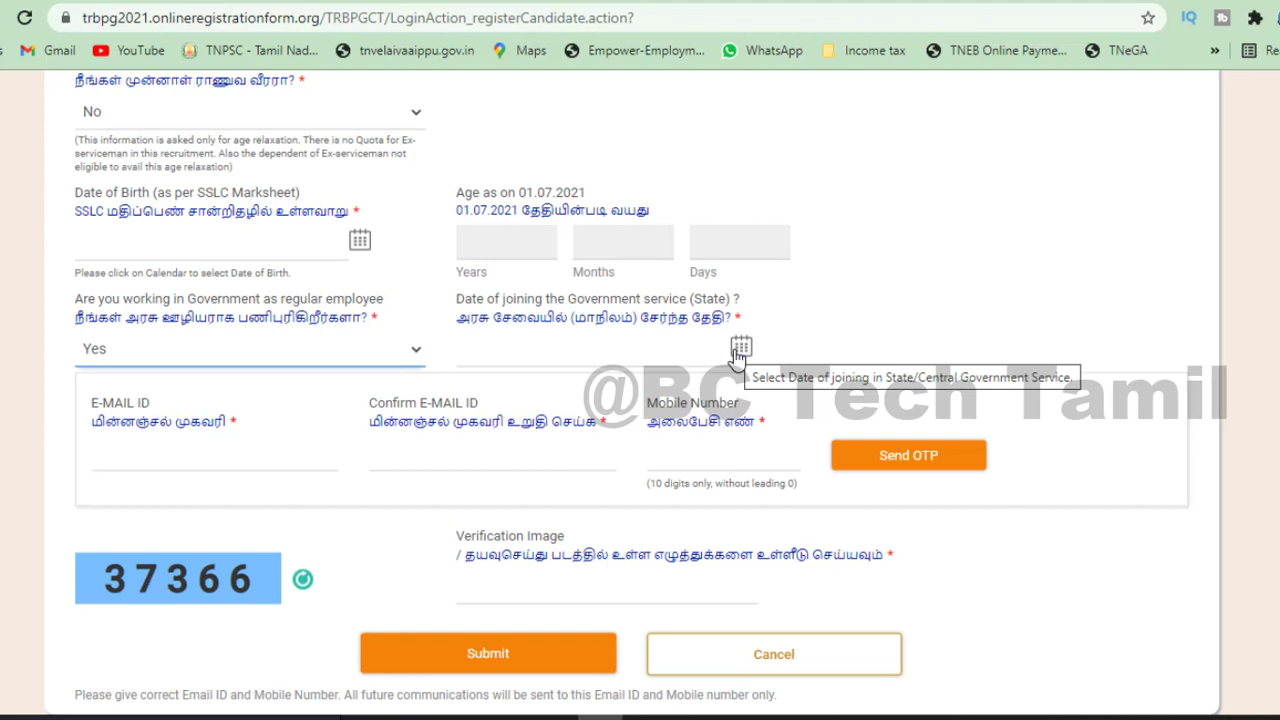 trbpg2021.onlineregistrationform.org/TRBPGCT/LoginAction_registerCandidate.action?
Gmail YouTube TNPSC - Tamil Nad... tnvelaivaaippu.gov.in Maps Empower-Employm... WhatsApp Income tax TNEB Online Payme... TNeGA » Re
நீங்கள் முன்னாள் ராணுவ வீரரா? *
No
(This information is asked only for age relaxation. There is no Quota for Ex-
serviceman in this recruitment. Also the dependent of Ex-serviceman not
eligible to avail this age relaxation)
Date of Birth (as per SSLC Marksheet)
SSLC மதிப்பெண் சான்றிதழில் உள்ளவாறு *
Please click on Calendar to select Date of Birth.
Age as on 01.07.2021
01.07.2021 தேதியின்படி வயது
Years Months Days
Are you working in Government as regular employee
நீங்கள் அரசு ஊழியராக பணிபுரிகிறீர்களா? *
Yes
Date of joining the Government service (State) ?
அரசு சேவையில் (மாநிலம்) சேர்ந்த தேதி? *
Select Date of joining in State/Central Government Service.
@BC Tech Tamil
E-MAIL ID
மின்னஞ்சல் முகவரி *
Confirm E-MAIL ID
மின்னஞ்சல் முகவரி உறுதி செய்க *
Mobile Number
அலைபேசி எண் *
(10 digits only, without leading 0)
Send OTP
37366
Verification Image
/ தயவுசெய்து படத்தில் உள்ள எழுத்துக்களை உள்ளீடு செய்யவும் *
Submit
Cancel
Please give correct Email ID and Mobile Number. All future communications will be sent to this Email ID and Mobile number only.